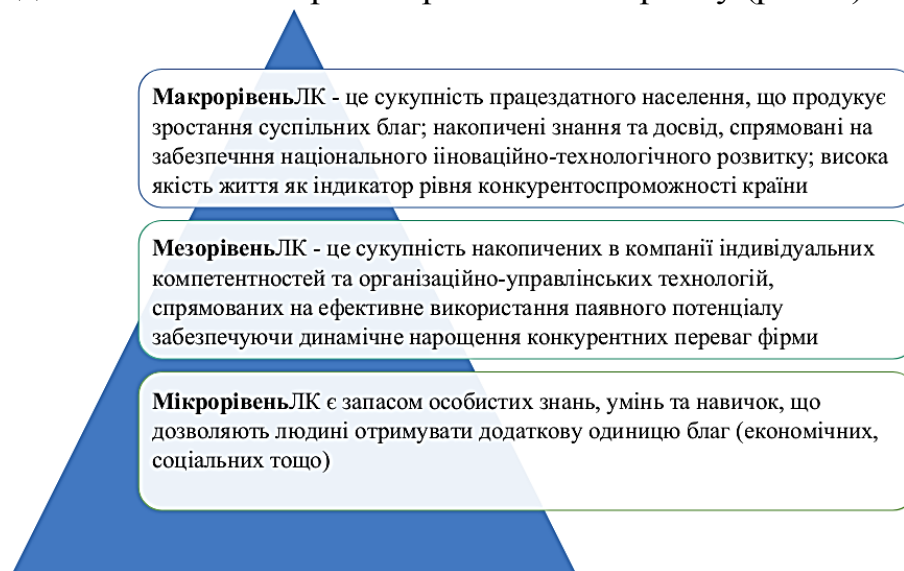 МакрорівеньЛК - це сукупність працездатного населення, що продукує
зростання суспільних благ; накопичені знання та досвід, спрямовані на
забезпечння національного ііноваційно-технологічного розвитку; висока
якість життя як індикатор рівня конкурентоспроможності країни
МезорівеньЛК - це сукупність накопичених в компанії індивідуальних
компетентностей та організаційно-управлінських технологій,
спрямованих на ефективне використання паявного потенціалу
забезпечуючи динамічне нарощення конкурентних переваг фірми
МікрорівеньЛК є запасом особистих знань, умінь та навичок, що
дозволяють людині отримувати додаткову одиницю благ (економічних,
соціальних тощо)